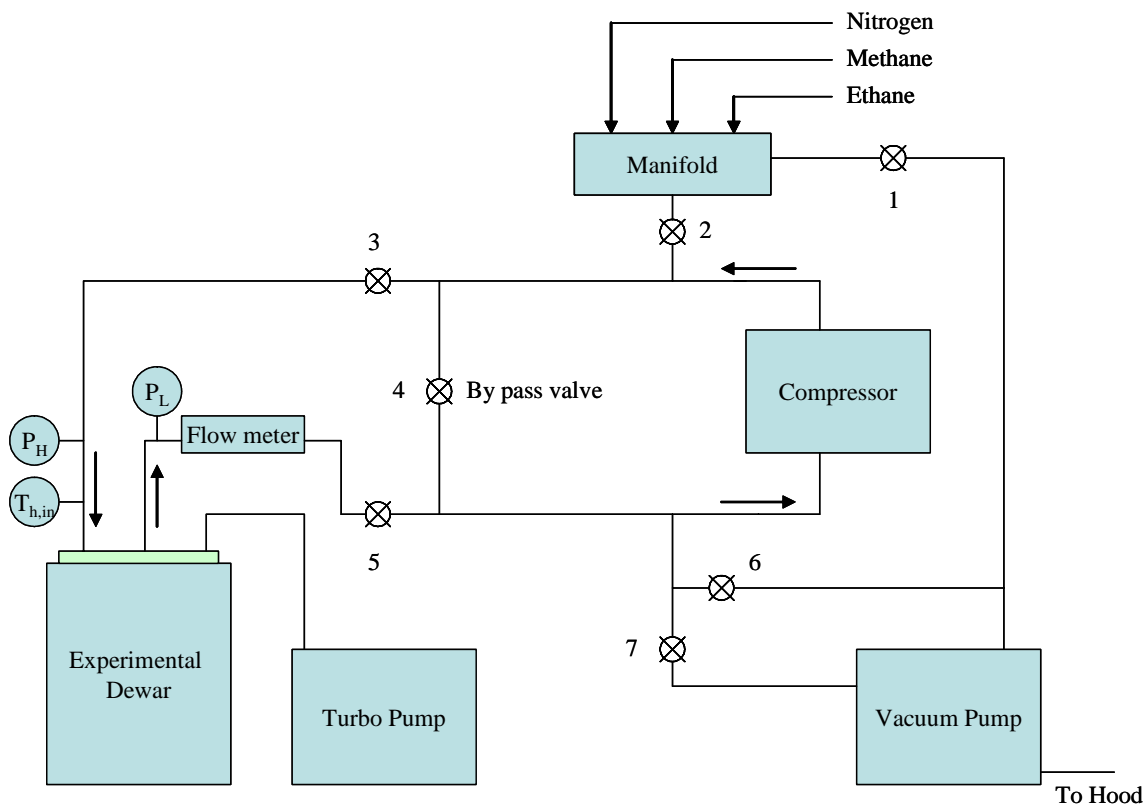 Nitrogen
Methane
Ethane
Manifold
1
2
3
4
By pass valve
Compressor
P_L
P_H
Flow meter
T_h,in
5
6
7
Experimental
Dewar
Turbo Pump
Vacuum Pump
To Hood